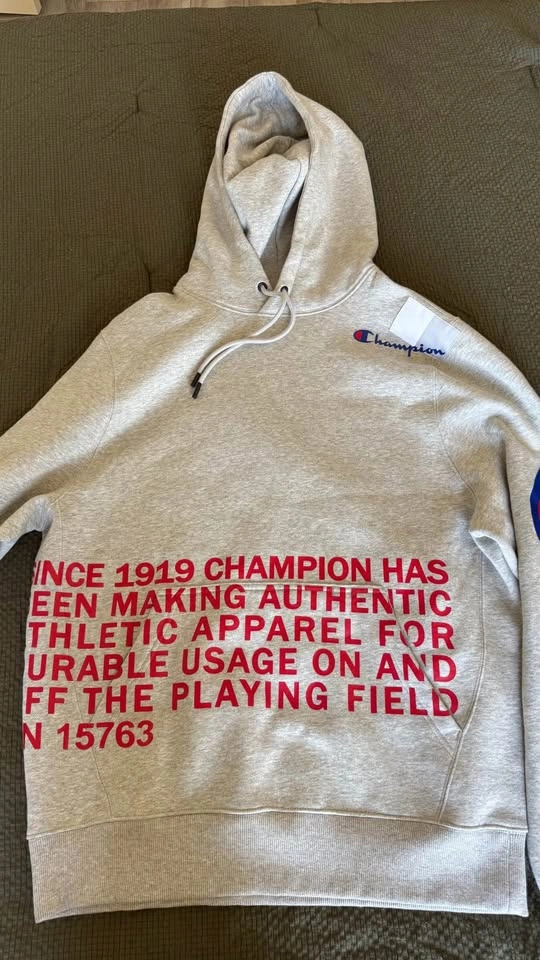 Champion
INCE 1919 CHAMPION HAS
EEN MAKING AUTHENTIC
THLETIC APPAREL FOR
URABLE USAGE ON AND
FF THE PLAYING FIELD
N 15763